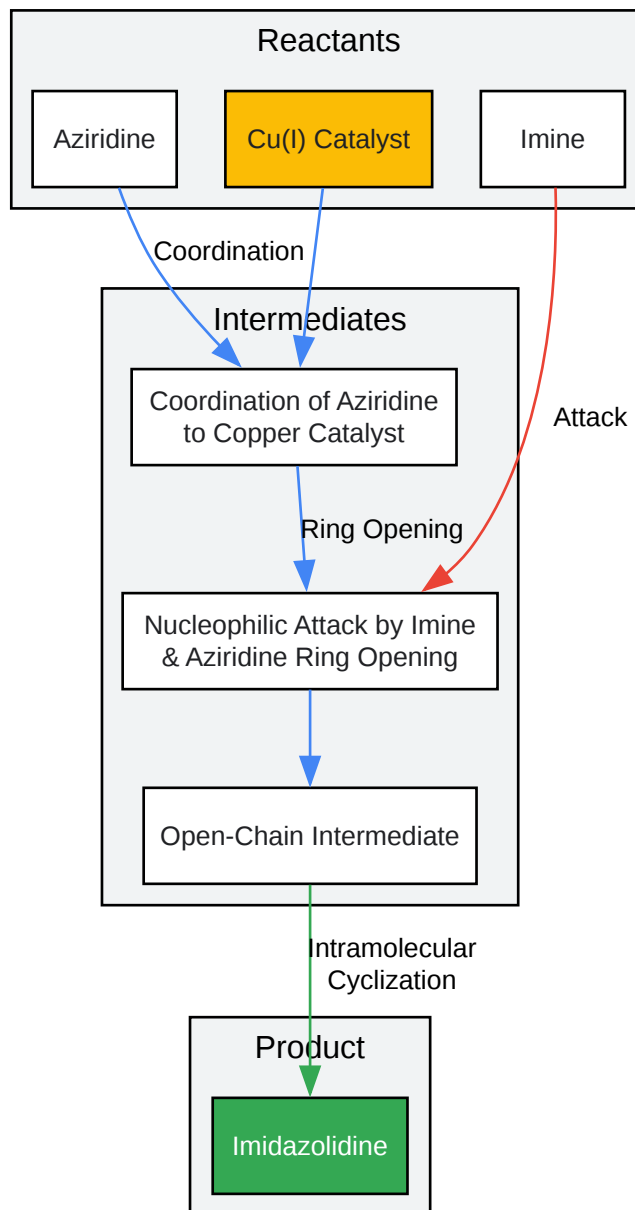 Reactants
Aziridine
Cu(I) Catalyst
Imine
Coordination
Intermediates
Coordination of Aziridine
to Copper Catalyst
Attack
Ring Opening
Nucleophilic Attack by Imine
& Aziridine Ring Opening
Open-Chain Intermediate
Intramolecular
Cyclization
Product
Imidazolidine